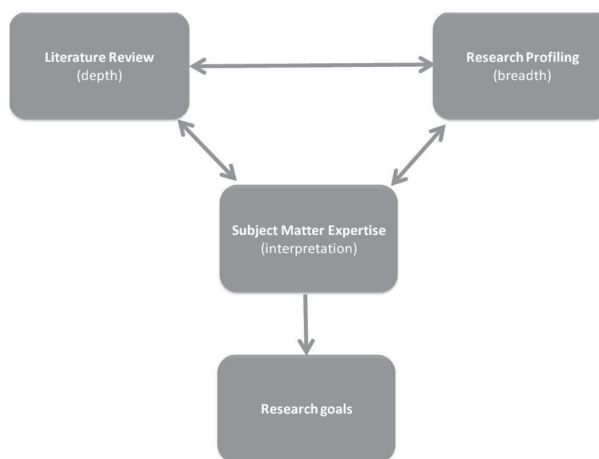 Literature Review
(depth)
Research Profiling
(breadth)
Subject Matter Expertise
(interpretation)
Research goals